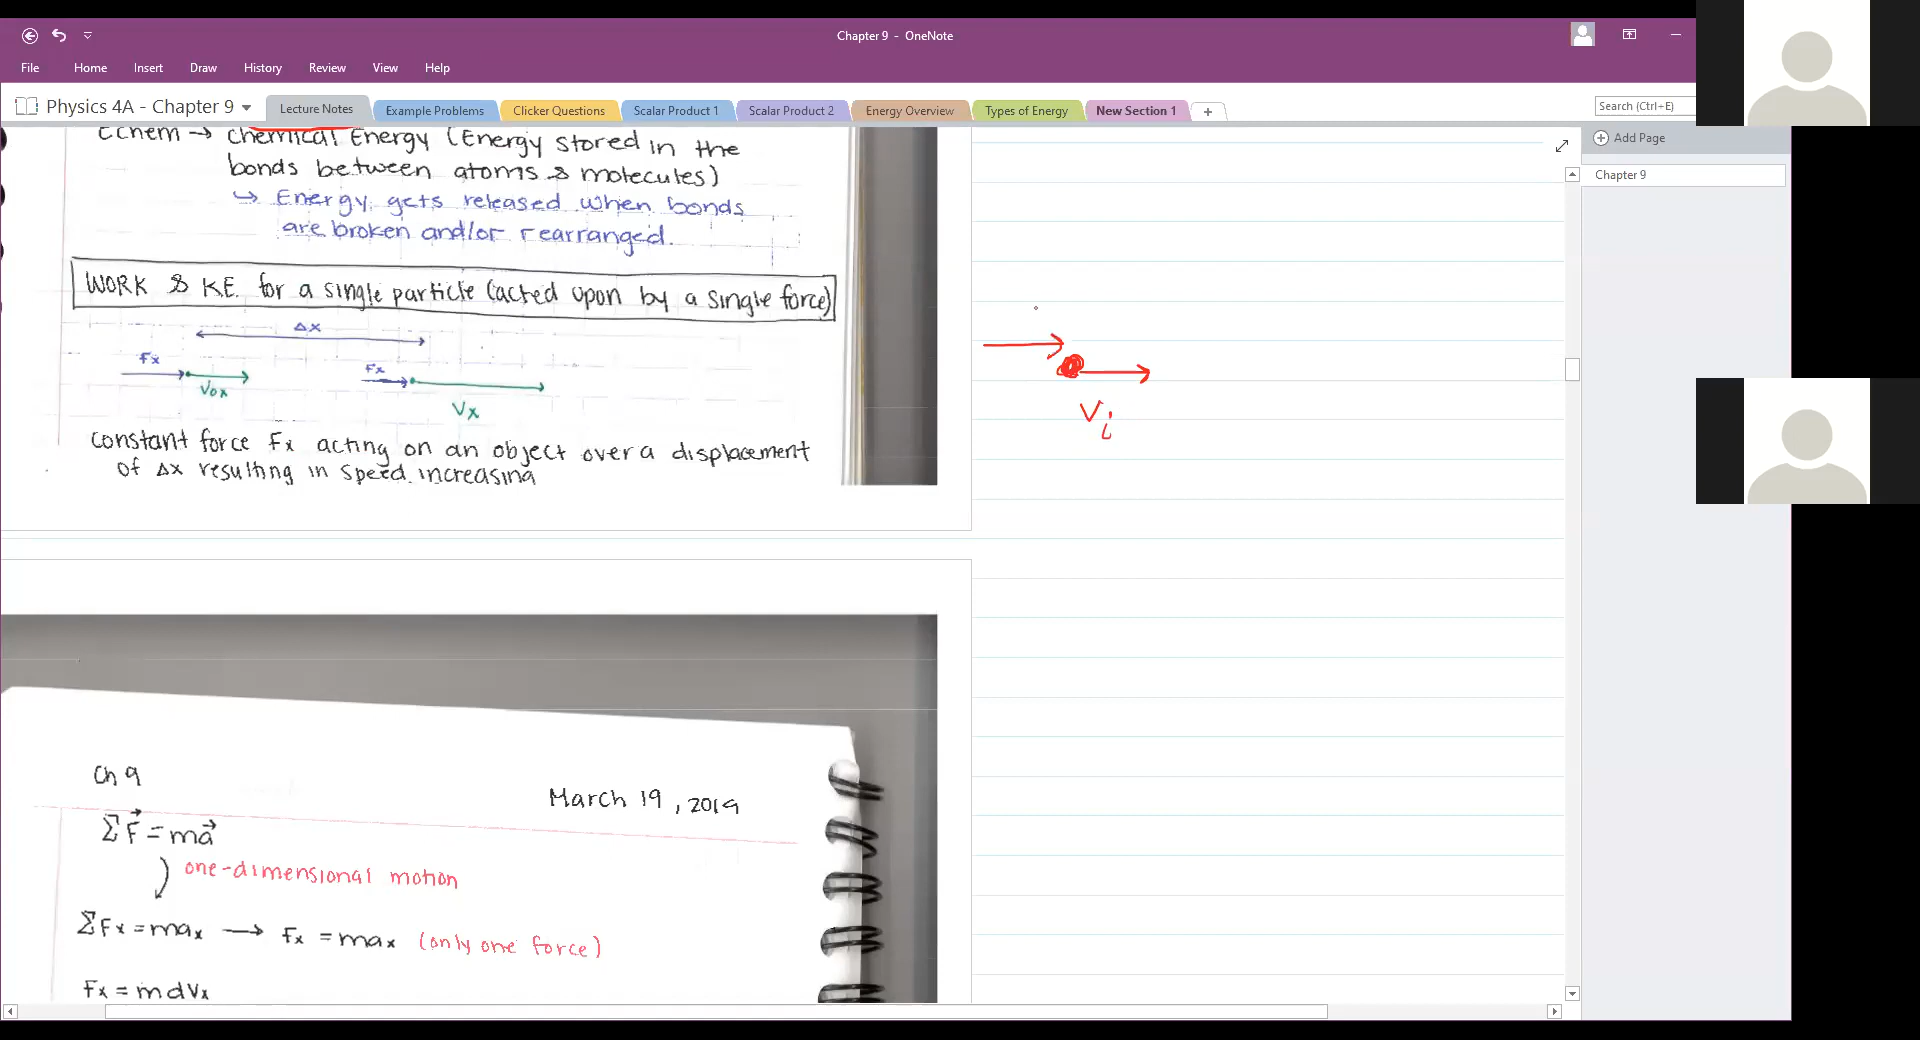 Chapter 9 - OneNote
File Home Insert Draw History Review View Help
Physics 4A - Chapter 9
Lecture Notes Example Problems Clicker Questions Scalar Product 1 Scalar Product 2 Energy Overview Types of Energy New Section 1
Search (Ctrl+E)
Add Page
Chapter 9
Echem → Chemical Energy (Energy stored in the
bonds between atoms & molecules)
↳ Energy gets released when bonds
are broken and/or rearranged.
WORK & K.E. for a single particle (acted upon by a single force)
Δx
Fx
Vox
Fx
Vx
Vi
constant force Fx acting on an object over a displacement
of Δx resulting in speed increasing
Ch 9
March 19, 2019
ΣF⃗ = ma⃗
one-dimensional motion
ΣFx = max → Fx = max (only one force)
Fx = mdVx